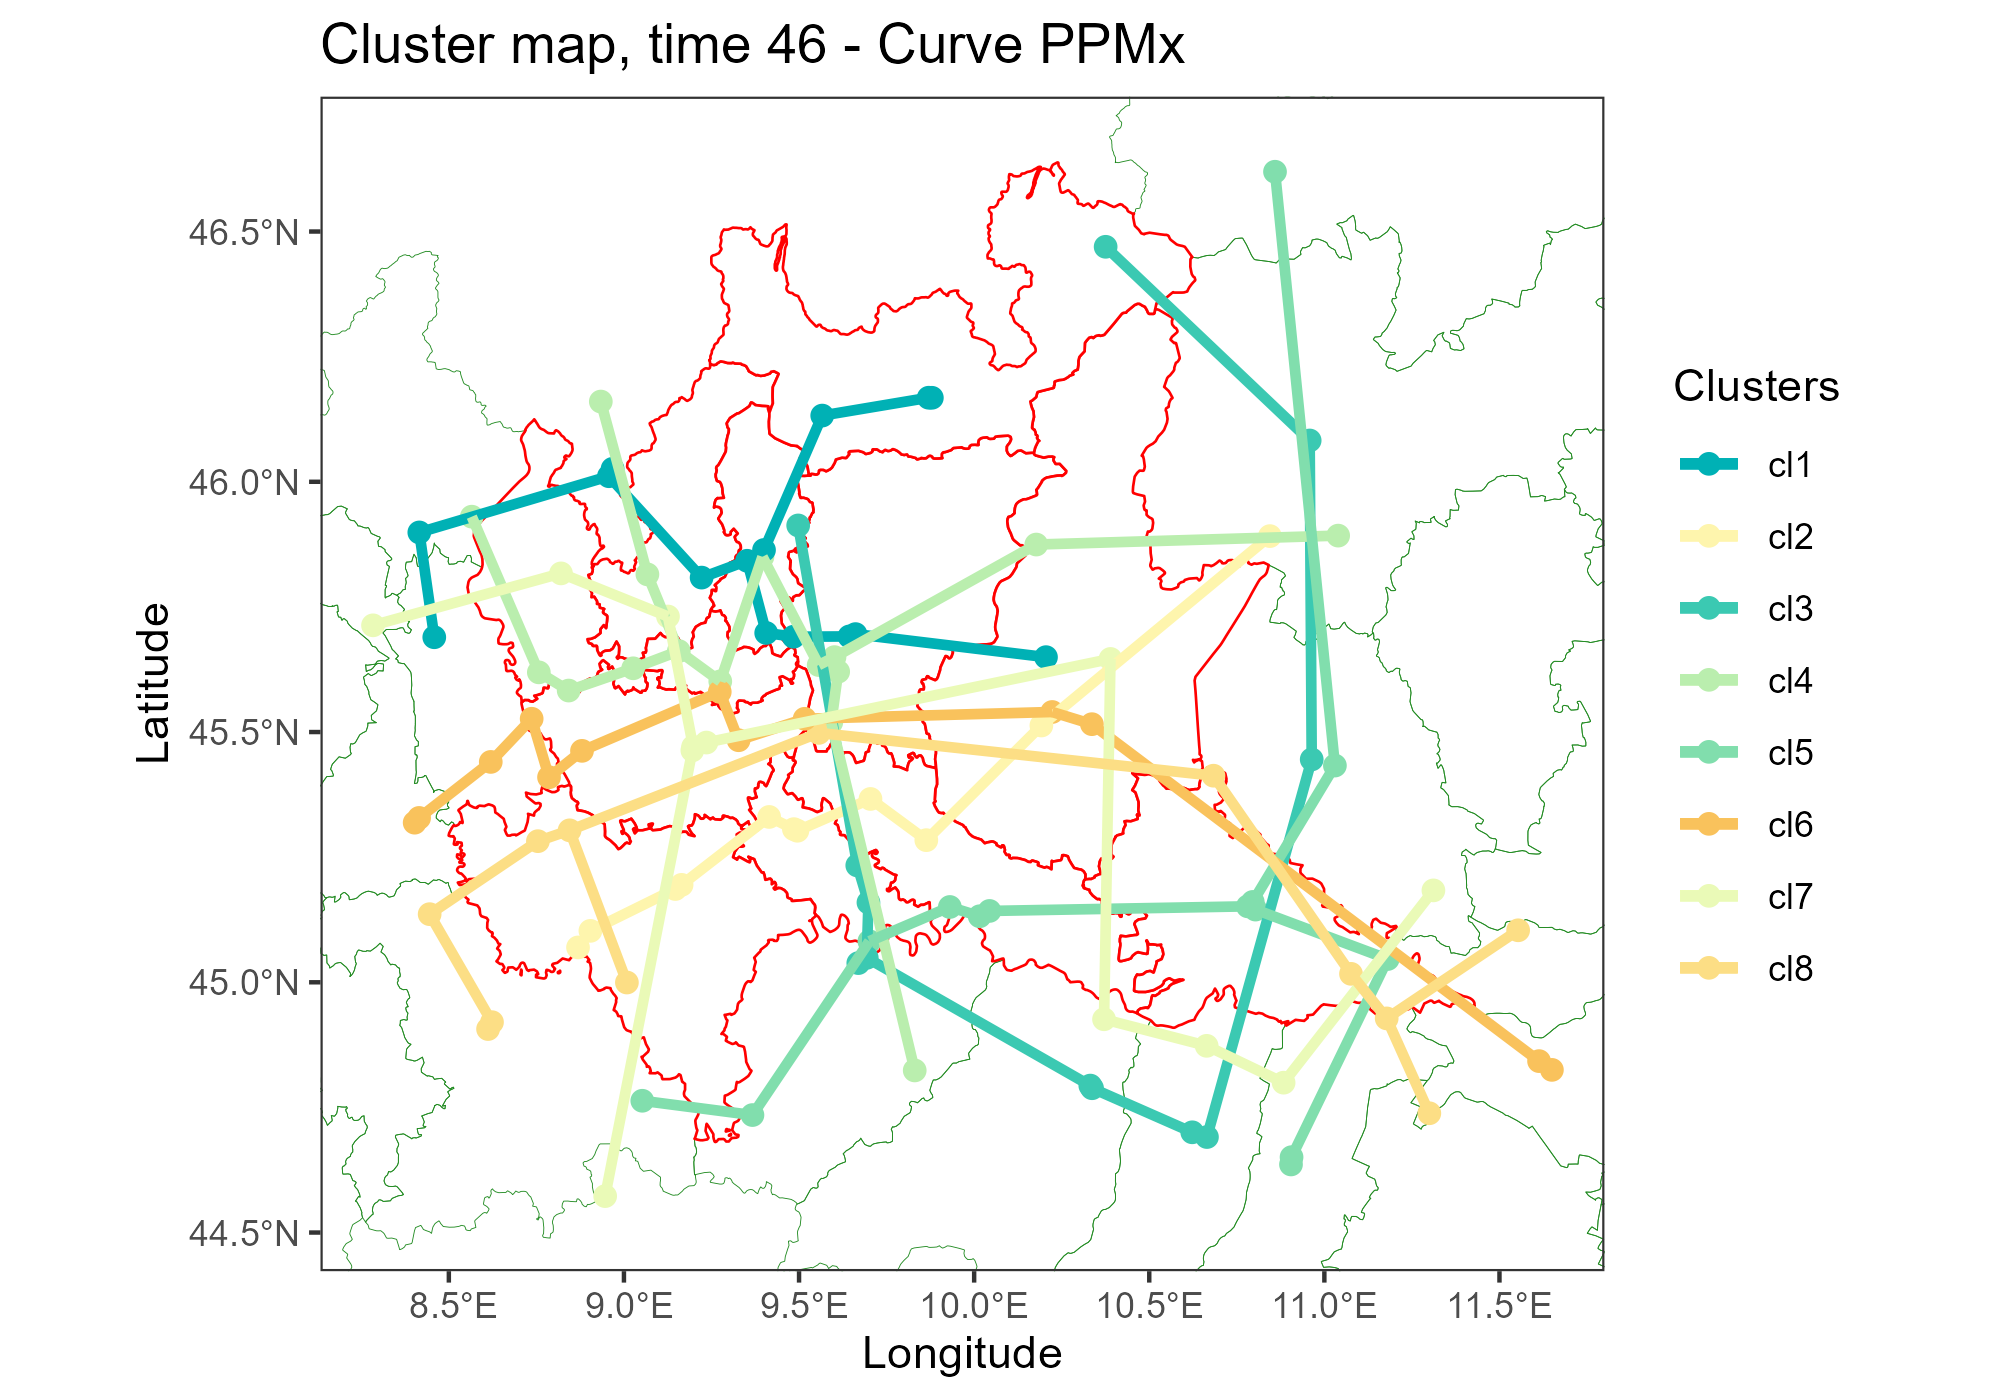 Cluster map, time 46 - Curve PPMx
46.5°N
46.0°N
45.5°N
45.0°N
44.5°N
Latitude
8.5°E 9.0°E 9.5°E 10.0°E 10.5°E 11.0°E 11.5°E
Longitude
Clusters
cl1
cl2
cl3
cl4
cl5
cl6
cl7
cl8